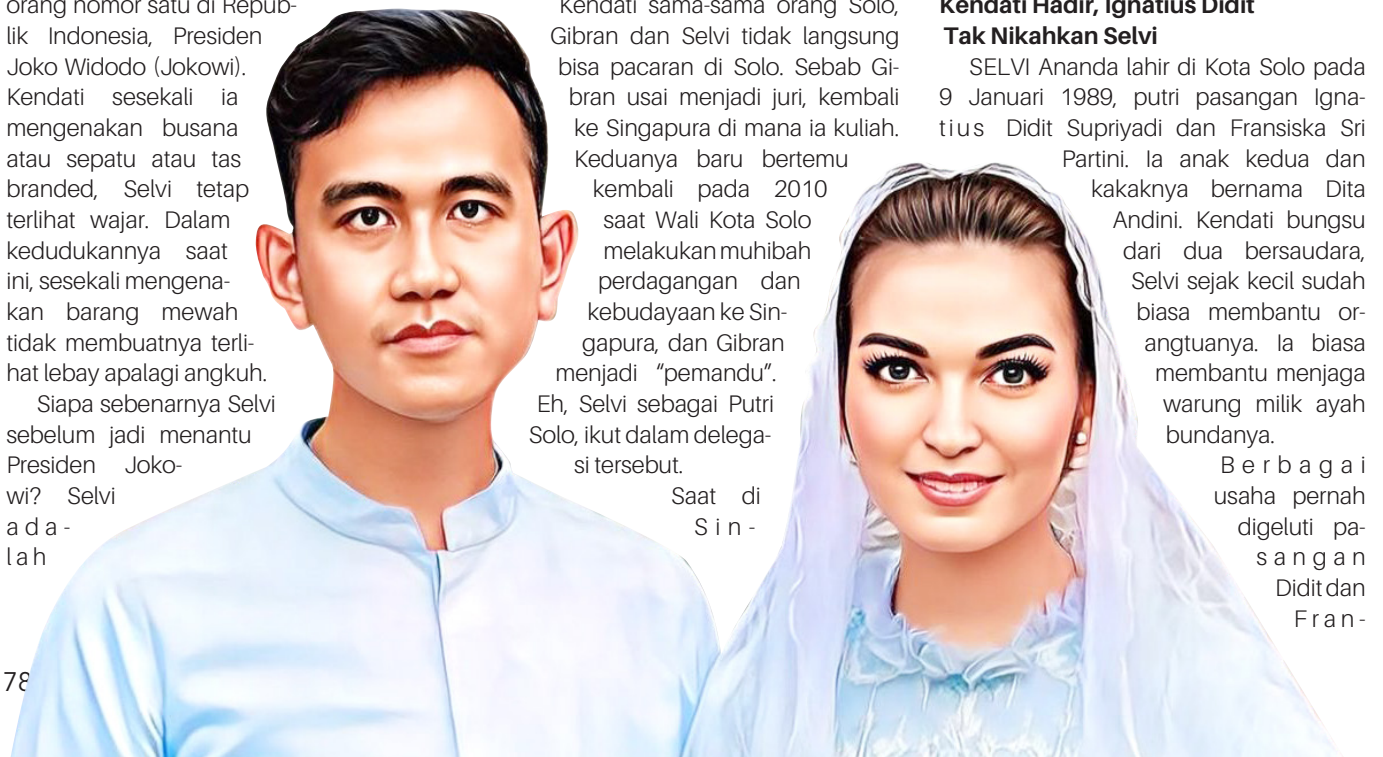 orang nomor satu di Repub-
lik Indonesia, Presiden
Joko Widodo (Jokowi).
Kendati sesekali ia
mengenakan busana
atau sepatu atau tas
branded, Selvi tetap
terlihat wajar. Dalam
kedudukannya saat
ini, sesekali mengena-
kan barang mewah
tidak membuatnya terli-
hat lebay apalagi angkuh.
Siapa sebenarnya Selvi
sebelum jadi menantu
Presiden Joko-
wi? Selvi
ada-
lah
78
Kendati sama-sama orang Solo,
Gibran dan Selvi tidak langsung
bisa pacaran di Solo. Sebab Gi-
bran usai menjadi juri, kembali
ke Singapura di mana ia kuliah.
Keduanya baru bertemu
kembali pada 2010
saat Wali Kota Solo
melakukan muhibah
perdagangan dan
kebudayaan ke Sin-
gapura, dan Gibran
menjadi “pemandu”.
Eh, Selvi sebagai Putri
Solo, ikut dalam delega-
si tersebut.
Saat di
Sin-
Kendati Hadir, Ignatius Didit
Tak Nikahkan Selvi
SELVI Ananda lahir di Kota Solo pada
9 Januari 1989, putri pasangan Igna-
tius Didit Supriyadi dan Fransiska Sri
Partini. Ia anak kedua dan
kakaknya bernama Dita
Andini. Kendati bungsu
dari dua bersaudara,
Selvi sejak kecil sudah
biasa membantu or-
angtuanya. Ia biasa
membantu menjaga
warung milik ayah
bundanya.
Berbagai
usaha pernah
digeluti pa-
sangan
Didit dan
Fran-